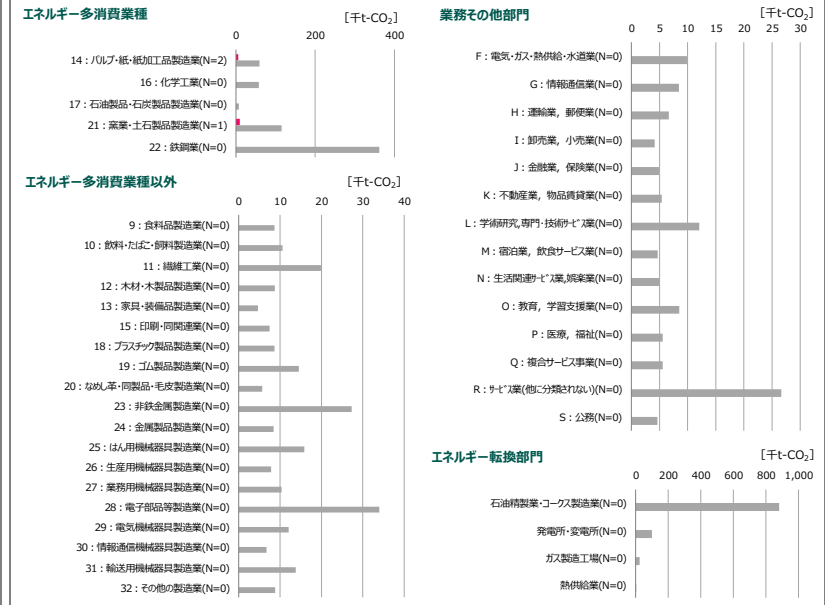 エネルギー多消費業種
[千t-CO₂]
0 200 400
14：パルプ・紙・紙加工品製造業(N=2)
16：化学工業(N=0)
17：石油製品・石炭製品製造業(N=0)
21：窯業・土石製品製造業(N=1)
22：鉄鋼業(N=0)
エネルギー多消費業種以外
[千t-CO₂]
0 10 20 30 40
9：食料品製造業(N=0)
10：飲料・たばこ・飼料製造業(N=0)
11：繊維工業(N=0)
12：木材・木製品製造業(N=0)
13：家具・装備品製造業(N=0)
15：印刷・同関連業(N=0)
18：プラスチック製品製造業(N=0)
19：ゴム製品製造業(N=0)
20：なめし革・同製品・毛皮製造業(N=0)
23：非鉄金属製造業(N=0)
24：金属製品製造業(N=0)
25：はん用機械器具製造業(N=0)
26：生産用機械器具製造業(N=0)
27：業務用機械器具製造業(N=0)
28：電子部品等製造業(N=0)
29：電気機械器具製造業(N=0)
30：情報通信機械器具製造業(N=0)
31：輸送用機械器具製造業(N=0)
32：その他の製造業(N=0)
業務その他部門
[千t-CO₂]
0 5 10 15 20 25 30
F：電気・ガス・熱供給・水道業(N=0)
G：情報通信業(N=0)
H：運輸業，郵便業(N=0)
I：卸売業，小売業(N=0)
J：金融業，保険業(N=0)
K：不動産業，物品賃貸業(N=0)
L：学術研究,専門・技術ｻｰﾋﾞｽ業(N=0)
M：宿泊業，飲食サービス業(N=0)
N：生活関連ｻｰﾋﾞｽ業,娯楽業(N=0)
O：教育，学習支援業(N=0)
P：医療，福祉(N=0)
Q：複合サービス事業(N=0)
R：ｻｰﾋﾞｽ業(他に分類されない)(N=0)
S：公務(N=0)
エネルギー転換部門
[千t-CO₂]
0 200 400 600 800 1,000
石油精製業・コークス製造業(N=0)
発電所・変電所(N=0)
ガス製造工場(N=0)
熱供給業(N=0)